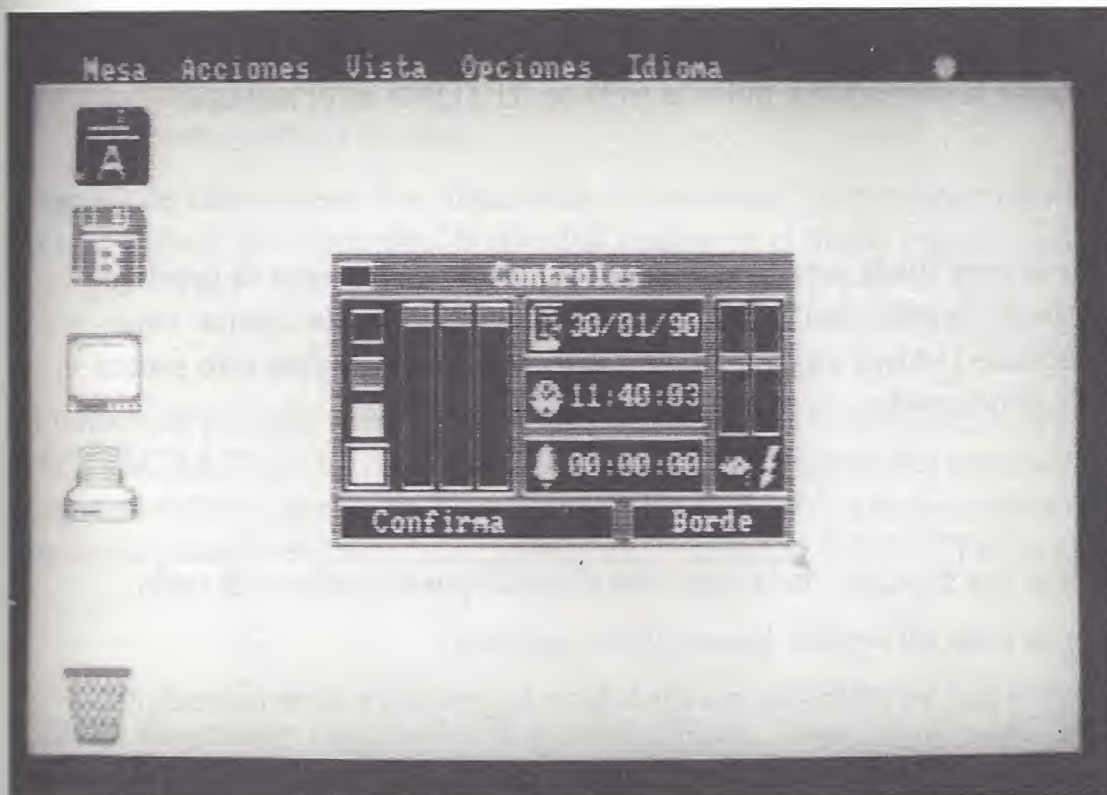 Mesa Acciones Vista Opciones Idioma
A
B
Controles
30/01/90
11:40:03
00:00:00
Confirma Borde